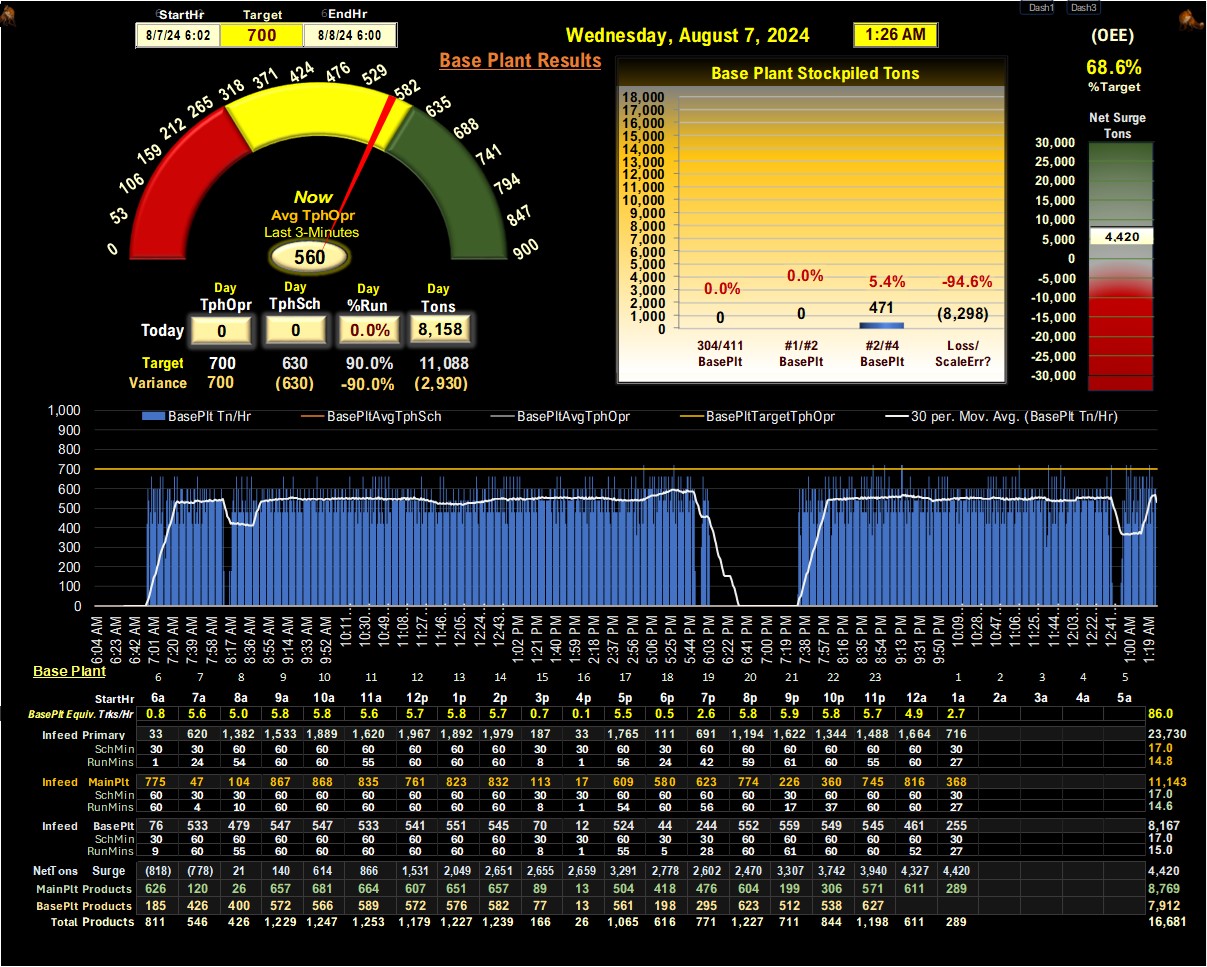 Dash1 Dash3
StartHr Target EndHr
8/7/24 6:02 700 8/8/24 6:00
Wednesday, August 7, 2024 1:26 AM
(OEE)
68.6%
%Target
Base Plant Results
Base Plant Stockpiled Tons
0 53 106 159 212 265 318 371 424 476 529 582 635 688 741 794 847 900
Now
Avg TphOpr
Last 3-Minutes
560
18,000
17,000
16,000
15,000
14,000
13,000
12,000
11,000
10,000
9,000
8,000
7,000
6,000
5,000
4,000
3,000
2,000
1,000
0
0.0% 0.0% 5.4% -94.6%
0 0 471 (8,298)
304/411 #1/#2 #2/#4 Loss/
BasePlt BasePlt BasePlt ScaleErr?
Net Surge
Tons
30,000
25,000
20,000
15,000
10,000
5,000
0
-5,000
-10,000
-15,000
-20,000
-25,000
-30,000
4,420
Day Day Day Day
TphOpr TphSch %Run Tons
Today 0 0 0.0% 8,158
Target 700 630 90.0% 11,088
Variance 700 (630) -90.0% (2,930)
BasePlt Tn/Hr BasePltAvgTphSch BasePltAvgTphOpr BasePltTargetTphOpr 30 per. Mov. Avg. (BasePlt Tn/Hr)
1,000
900
800
700
600
500
400
300
200
100
0
6:04 AM 6:23 AM 6:42 AM 7:01 AM 7:20 AM 7:39 AM 7:58 AM 8:17 AM 8:36 AM 8:55 AM 9:14 AM 9:33 AM 9:52 AM 10:11... 10:30... 10:49... 11:08... 11:27... 11:46... 12:05... 12:24... 12:43... 1:02 PM 1:21 PM 1:40 PM 1:59 PM 2:18 PM 2:37 PM 5:06 PM 5:25 PM 5:44 PM 6:03 PM 6:22 PM 6:41 PM 7:00 PM 7:19 PM 7:38 PM 7:57 PM 8:16 PM 8:35 PM 8:54 PM 9:13 PM 9:31 PM 9:50 PM 10:09... 10:28... 10:47... 11:06... 11:25... 11:44... 12:03... 12:22... 12:41... 1:00 AM 1:19 AM
Base Plant
6 7 8 9 10 11 12 13 14 15 16 17 18 19 20 21 22 23 1 2 3 4 5
StartHr 6a 7a 8a 9a 10a 11a 12p 1p 2p 3p 4p 5p 6p 7p 8p 9p 10p 11p 12a 1a 2a 3a 4a 5a
BasePlt Equiv. Trks/Hr 0.8 5.6 5.0 5.8 5.8 5.6 5.7 5.8 5.7 0.7 0.1 5.5 0.5 2.6 5.8 5.9 5.8 5.7 4.9 2.7 86.0
Infeed Primary 33 620 1,382 1,533 1,889 1,620 1,967 1,892 1,979 187 33 1,765 111 691 1,194 1,622 1,344 1,488 1,664 716 23,730
SchMin 30 30 60 60 60 60 60 60 60 30 30 60 30 60 60 60 60 60 60 30 17.0
RunMins 1 24 54 60 60 55 60 60 60 8 1 56 24 42 59 61 60 55 60 27 14.8
Infeed MainPlt 775 47 104 867 868 835 761 823 832 113 17 609 580 623 774 226 360 745 816 368 11,143
SchMin 60 30 30 60 60 60 60 60 60 30 30 60 60 60 60 30 60 60 60 30 17.0
RunMins 60 4 10 60 60 60 60 60 60 8 1 54 60 56 60 17 37 60 60 27 14.6
Infeed BasePlt 76 533 479 547 547 533 541 551 545 70 12 524 44 244 552 559 549 545 461 255 8,167
SchMin 30 60 60 60 60 60 60 60 60 30 30 60 30 30 60 60 60 60 60 30 17.0
RunMins 9 60 55 60 60 60 60 60 60 8 1 55 5 28 60 61 60 60 52 27 15.0
NetTons Surge (818) (778) 21 140 614 866 1,531 2,049 2,651 2,655 2,659 3,291 2,778 2,602 2,470 3,307 3,742 3,940 4,327 4,420 4,420
MainPlt Products 626 120 26 657 681 664 607 651 657 89 13 504 418 476 604 199 306 571 611 289 8,769
BasePlt Products 185 426 400 572 566 589 572 576 582 77 13 561 198 295 623 512 538 627 7,912
Total Products 811 546 426 1,229 1,247 1,253 1,179 1,227 1,239 166 26 1,065 616 771 1,227 711 844 1,198 611 289 16,681